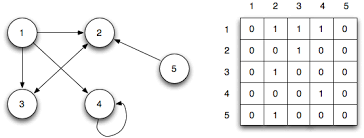 1 2 3 4 5
1 2 5 3 4
1 0 1 1 1 0
2 0 0 1 0 0
3 0 1 0 0 0
4 0 0 0 1 0
5 0 1 0 0 0